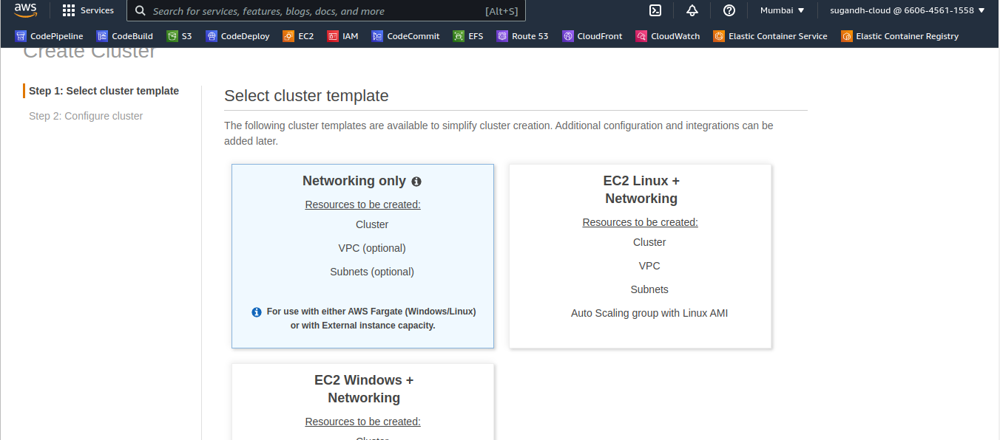 aws
Services
Search for services, features, blogs, docs, and more [Alt+S]
Mumbai ▼
sugandh-cloud @ 6606-4561-1558 ▼
CodePipeline CodeBuild S3 CodeDeploy EC2 IAM CodeCommit EFS Route 53 CloudFront CloudWatch Elastic Container Service Elastic Container Registry
Create Cluster
Step 1: Select cluster template
Step 2: Configure cluster
Select cluster template
The following cluster templates are available to simplify cluster creation. Additional configuration and integrations can be
added later.
Networking only
Resources to be created:
Cluster
VPC (optional)
Subnets (optional)
For use with either AWS Fargate (Windows/Linux)
or with External instance capacity.
EC2 Linux +
Networking
Resources to be created:
Cluster
VPC
Subnets
Auto Scaling group with Linux AMI
EC2 Windows +
Networking
Resources to be created:
Cluster